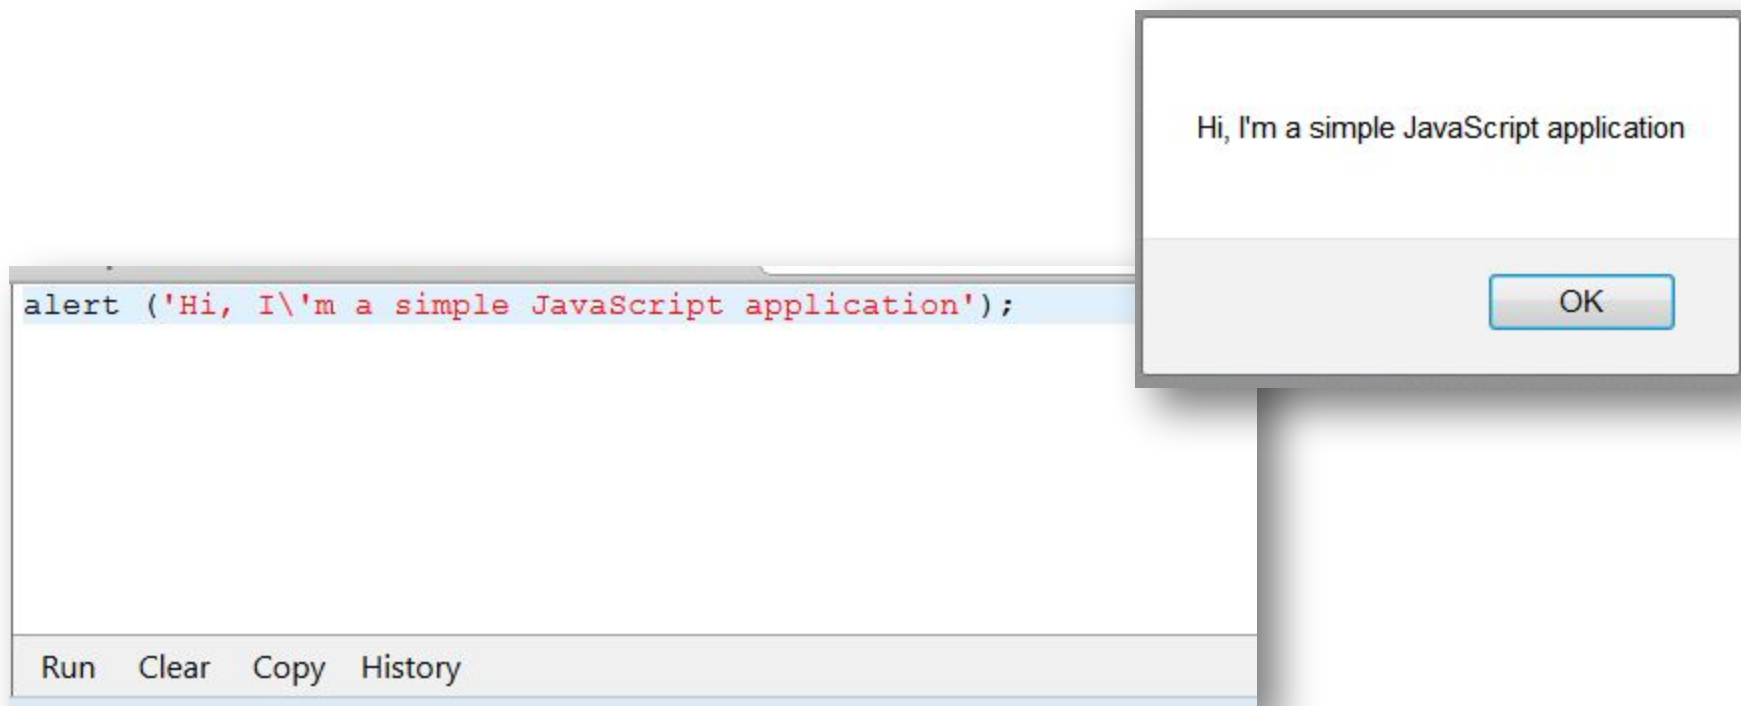 Hi, I'm a simple JavaScript application
OK
alert ('Hi, I\'m a simple JavaScript application');
Run Clear Copy History